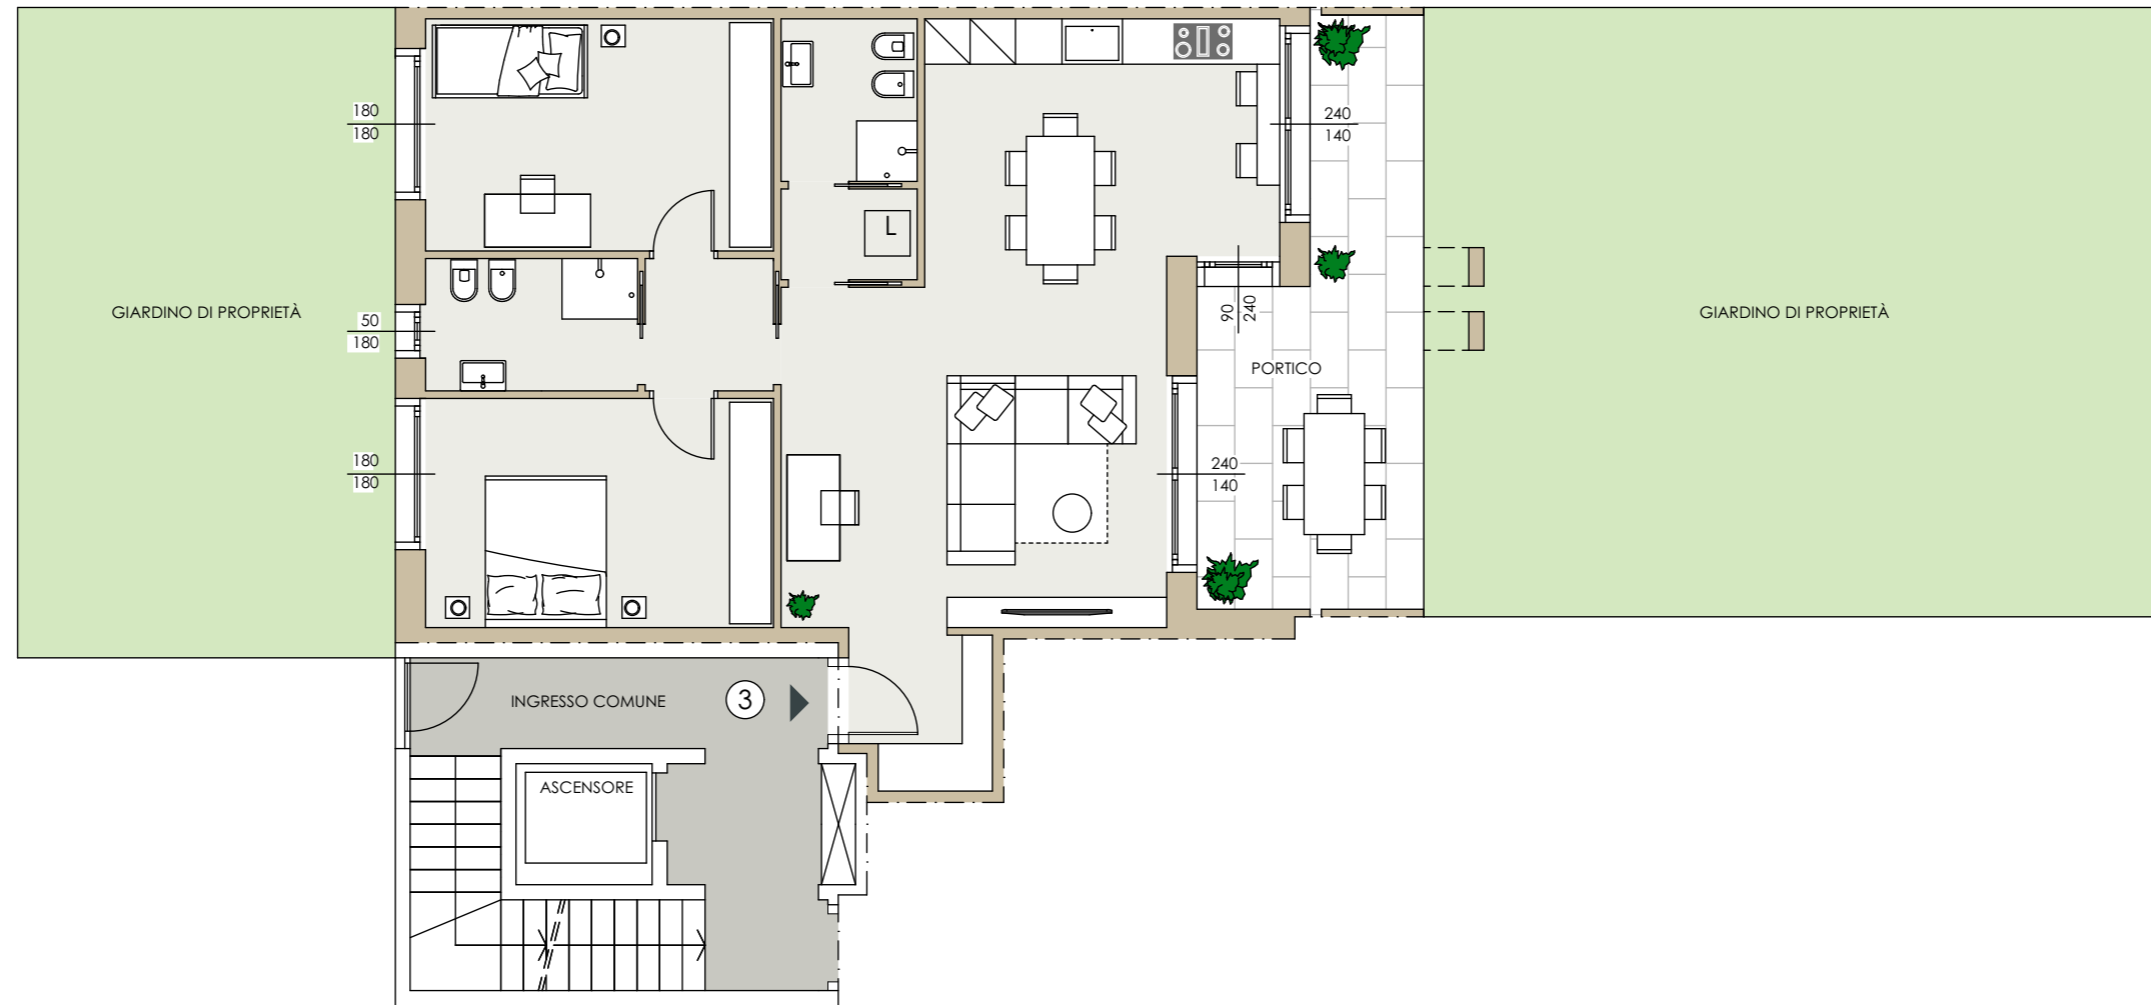 180
180
240
140
L
GIARDINO DI PROPRIETÀ
50
180
90
240
GIARDINO DI PROPRIETÀ
PORTICO
180
180
240
140
INGRESSO COMUNE
3
ASCENSORE